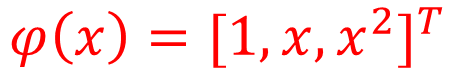 φ(x) = [1, x, x²]ᵀ